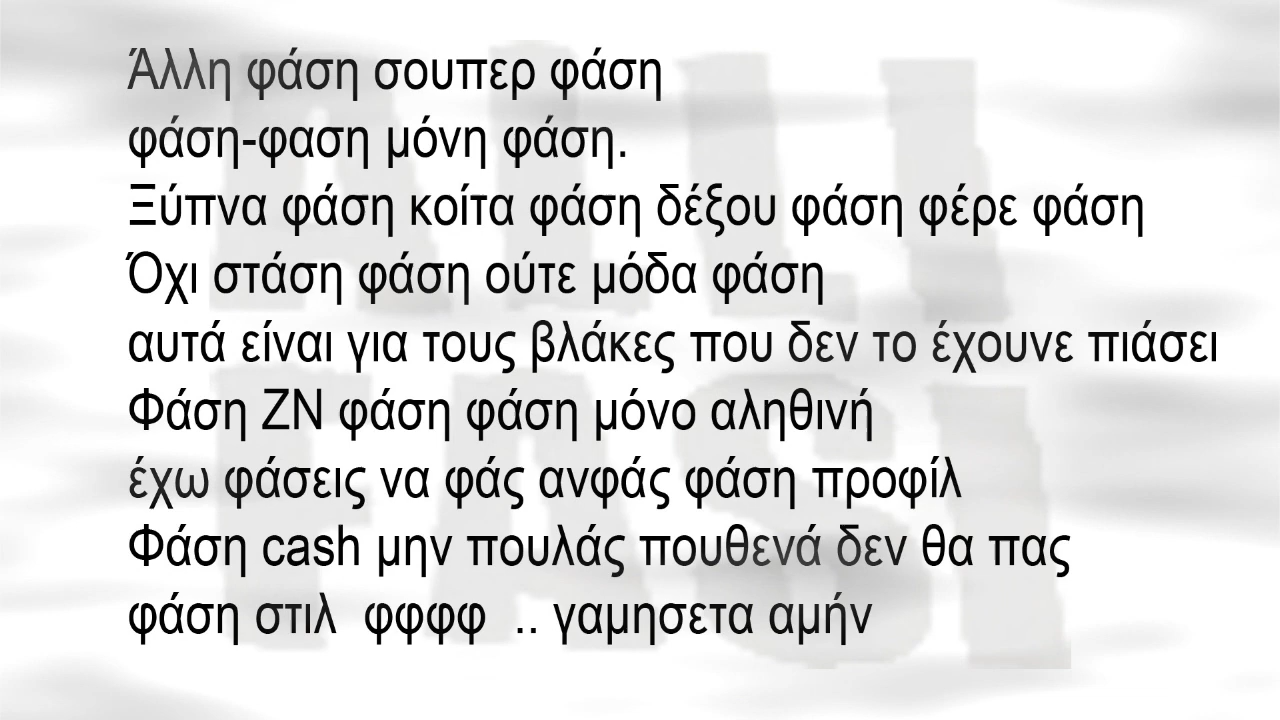 Άλλη φάση σουπερ φάση
φάση-φαση μόνη φάση.
Ξύπνα φάση κοίτα φάση δέξου φάση φέρε φάση
Όχι στάση φάση ούτε μόδα φάση
αυτά είναι για τους βλάκες που δεν το έχουνε πιάσει
Φάση ΖΝ φάση φάση μόνο αληθινή
έχω φάσεις να φάς ανφάς φάση προφίλ
Φάση cash μην πουλάς πουθενά δεν θα πας
φάση στιλ  φφφφ  .. γαμησετα αμήν
ALLI
FASI